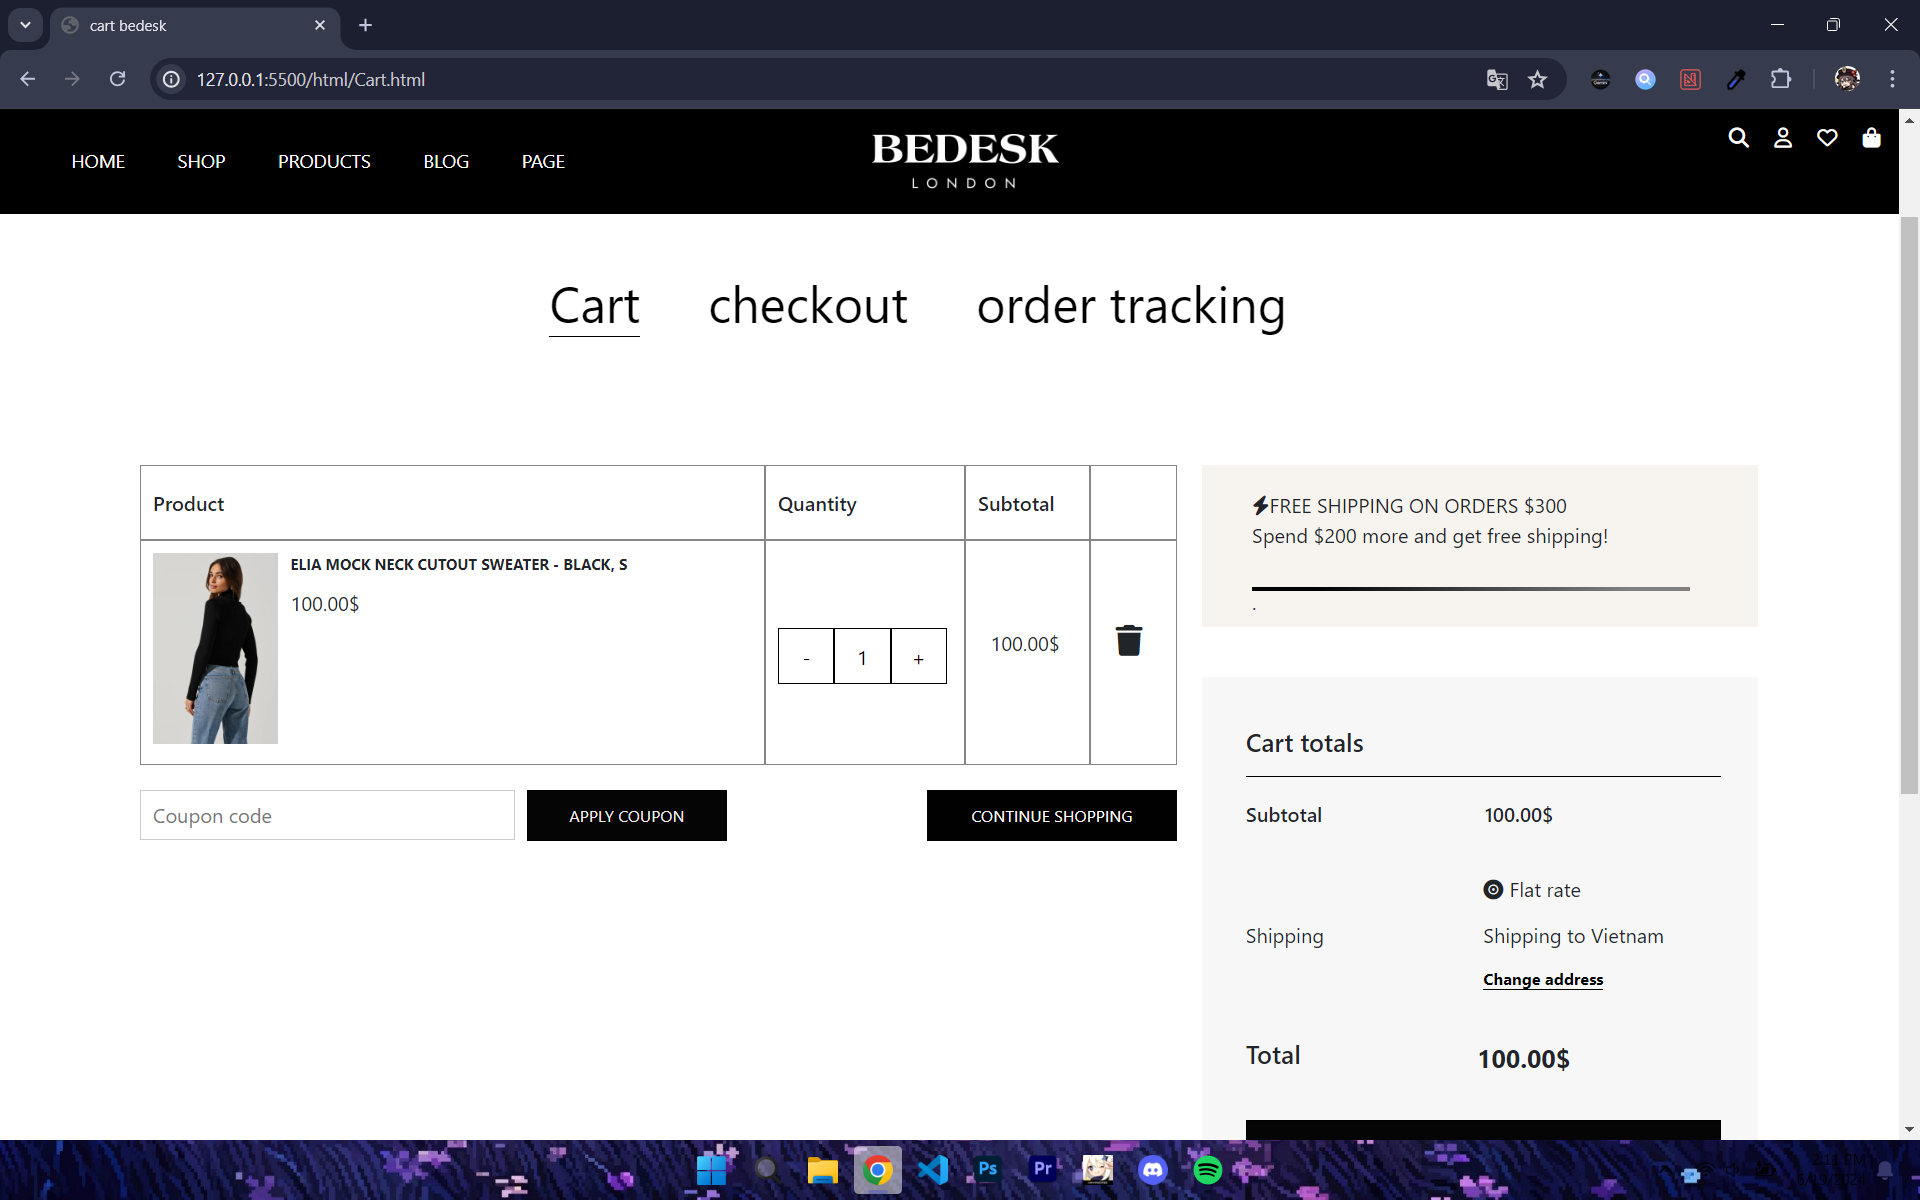 cart bedesk
127.0.0.1:5500/html/Cart.html
HOME SHOP PRODUCTS BLOG PAGE
BEDESK
LONDON
Cart checkout order tracking
Product Quantity Subtotal
ELIA MOCK NECK CUTOUT SWEATER - BLACK, S
100.00$
- 1 +
100.00$
Coupon code
APPLY COUPON
CONTINUE SHOPPING
FREE SHIPPING ON ORDERS $300
Spend $200 more and get free shipping!
.
Cart totals
Subtotal 100.00$
Flat rate
Shipping
Shipping to Vietnam
Change address
Total 100.00$
Ps
Pr